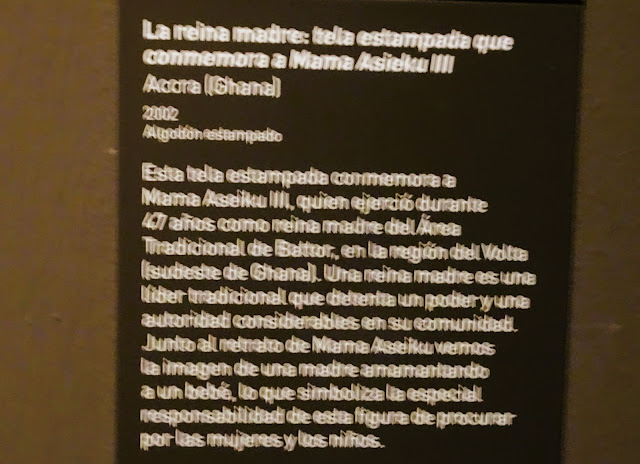 La reina madre: tela estampada que
conmemora a Mama Asieku III
Accra (Ghana)
2002
Algodón estampado
Esta tela estampada conmemora a
Mama Aseiku III, quien ejerció durante
47 años como reina madre del Área
Tradicional de Battor, en la región del Volta
(sudeste de Ghana). Una reina madre es una
líder tradicional que detenta un poder y una
autoridad considerables en su comunidad.
Junto al retrato de Mama Aseiku vemos
la imagen de una madre amamantando
a un bebé, lo que simboliza la especial
responsabilidad de esta figura de procurar
por las mujeres y los niños.